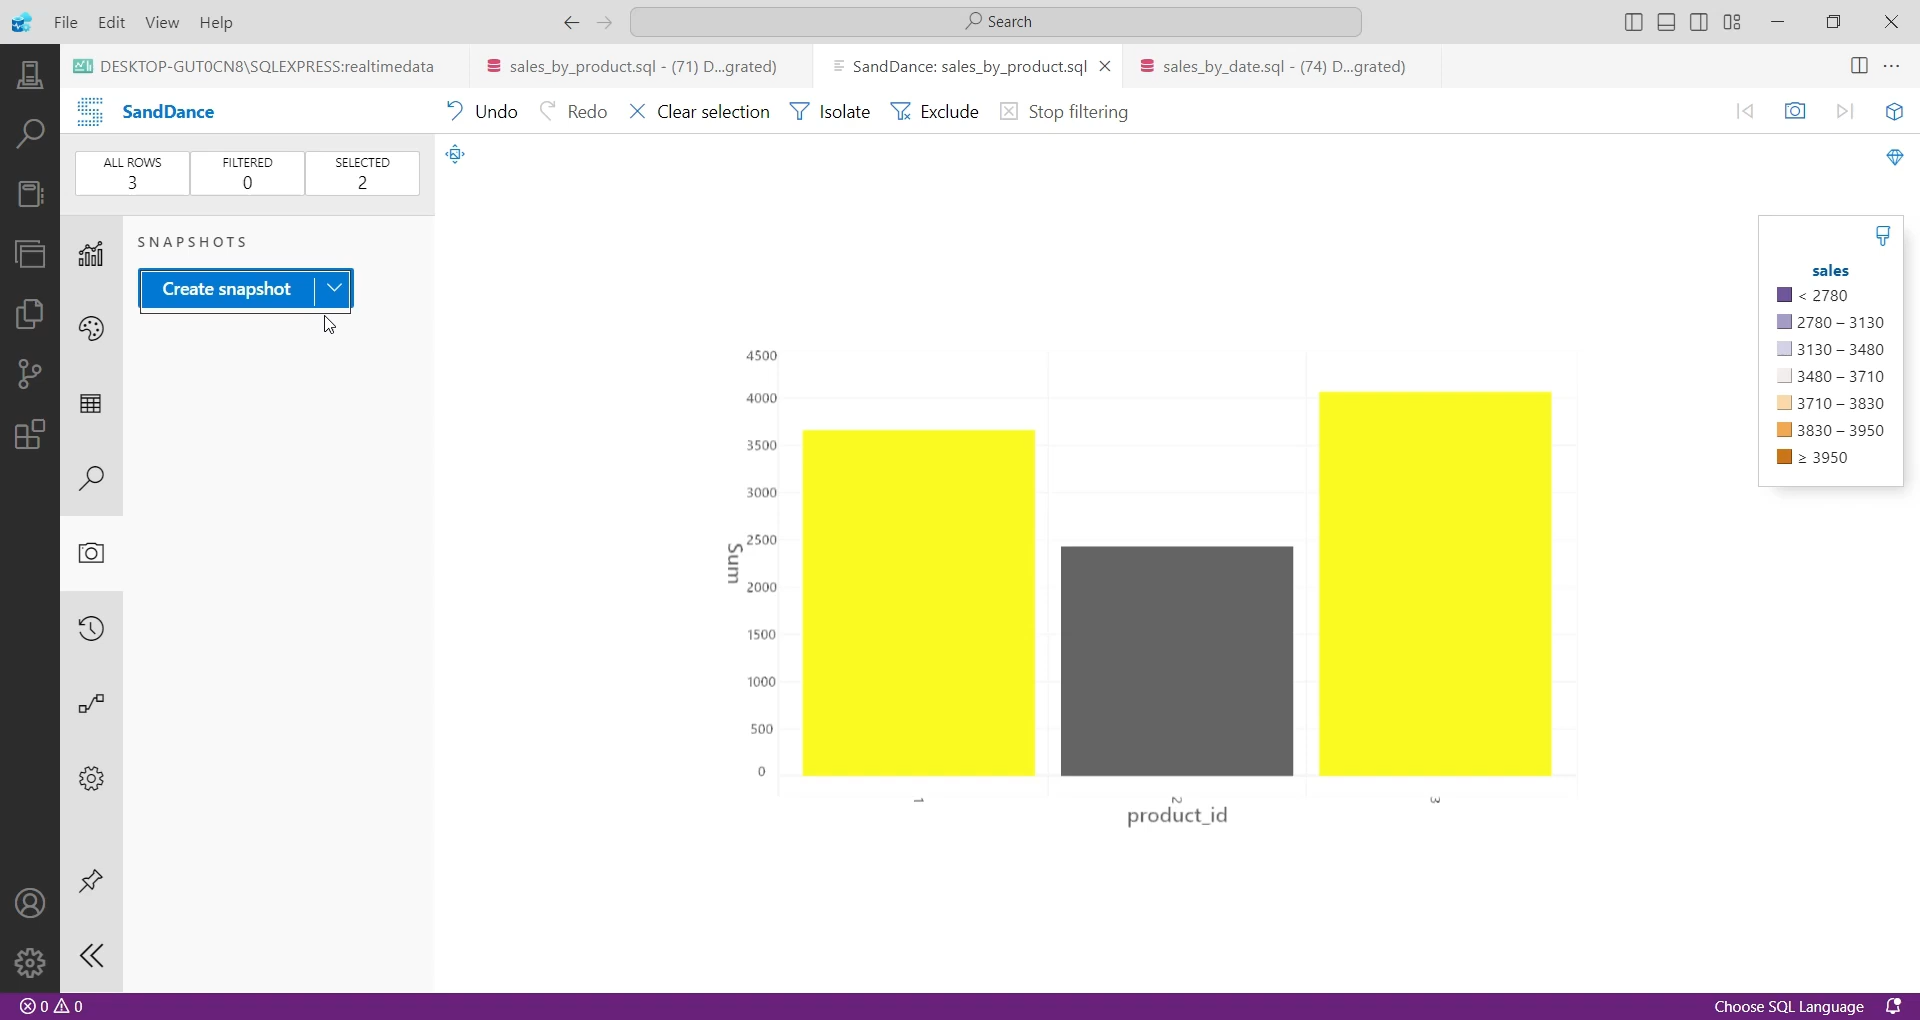 File Edit View Help
Search
DESKTOP-GUT0CN8\SQLEXPRESS:realtimedata
sales_by_product.sql - (71) D...grated)
SandDance: sales_by_product.sql
sales_by_date.sql - (74) D...grated)
SandDance
Undo Redo Clear selection Isolate Exclude Stop filtering
ALL ROWS FILTERED SELECTED
3 0 2
SNAPSHOTS
Create snapshot
sales
< 2780
2780 – 3130
3130 – 3480
3480 – 3710
3710 – 3830
3830 – 3950
≥ 3950
4500
4000
3500
3000
2500
2000
1500
1000
500
0
Sum
1 2 3
product_id
0 0
Choose SQL Language